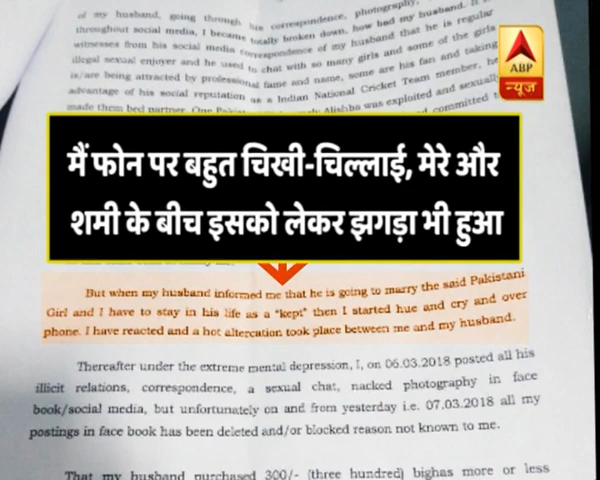 of my husband, going through his correspondence, photography,
throughout social media, I became totally broken down, how bad my husband. It
witnesses from his social media correspondence of my husband that he is regular
illegal sexual enjoyer and he used to chat with so many girls and some of the girls
is/are being attracted by professional fame and name, some are his fan and taking
advantage of his social reputation as a Indian National Cricket Team member, he
made them bed partner. One Alishba was exploited and sexually
committed to
ABP
न्यूज़
मैं फोन पर बहुत चिखी-चिल्लाई, मेरे और
शमी के बीच इसको लेकर झगड़ा भी हुआ
But when my husband informed me that he is going to marry the said Pakistani
Girl and I have to stay in his life as a "kept" then I started hue and cry and over
phone. I have reacted and a hot altercation took place between me and my husband.
Thereafter under the extreme mental depression, I, on 06.03.2018 posted all his
illicit relations, correspondence, a sexual chat, nacked photography in face
book/social media, but unfortunately on and from yesterday i.e. 07.03.2018 all my
postings in face book has been deleted and/or blocked reason not known to me.
That my husband purchased 300/- (three hundred) bighas more or less